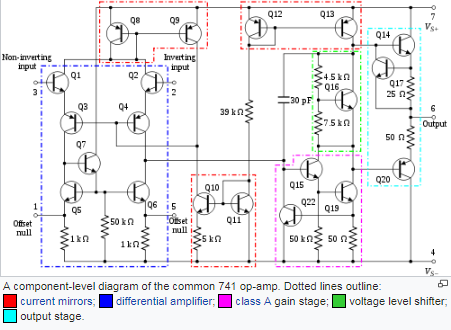 Q8 Q9 Q12 Q13
7
V_S+
Q14
Non-inverting
input
Inverting
input
Q1 Q2
3 2
4.5 kΩ
Q16
Q17
25 Ω
30 pF
Q3 Q4
39 kΩ
7.5 kΩ
6
Output
50 Ω
Q7
Q15
Q20
Q10
Q22
Q19
1 5
Q5 Q6
Offset
null
Offset
null
50 kΩ
Q11
1 kΩ 1 kΩ 5 kΩ 50 kΩ 50 Ω
4
V_S−
A component-level diagram of the common 741 op-amp. Dotted lines outline:
current mirrors; differential amplifier; class A gain stage; voltage level shifter;
output stage.